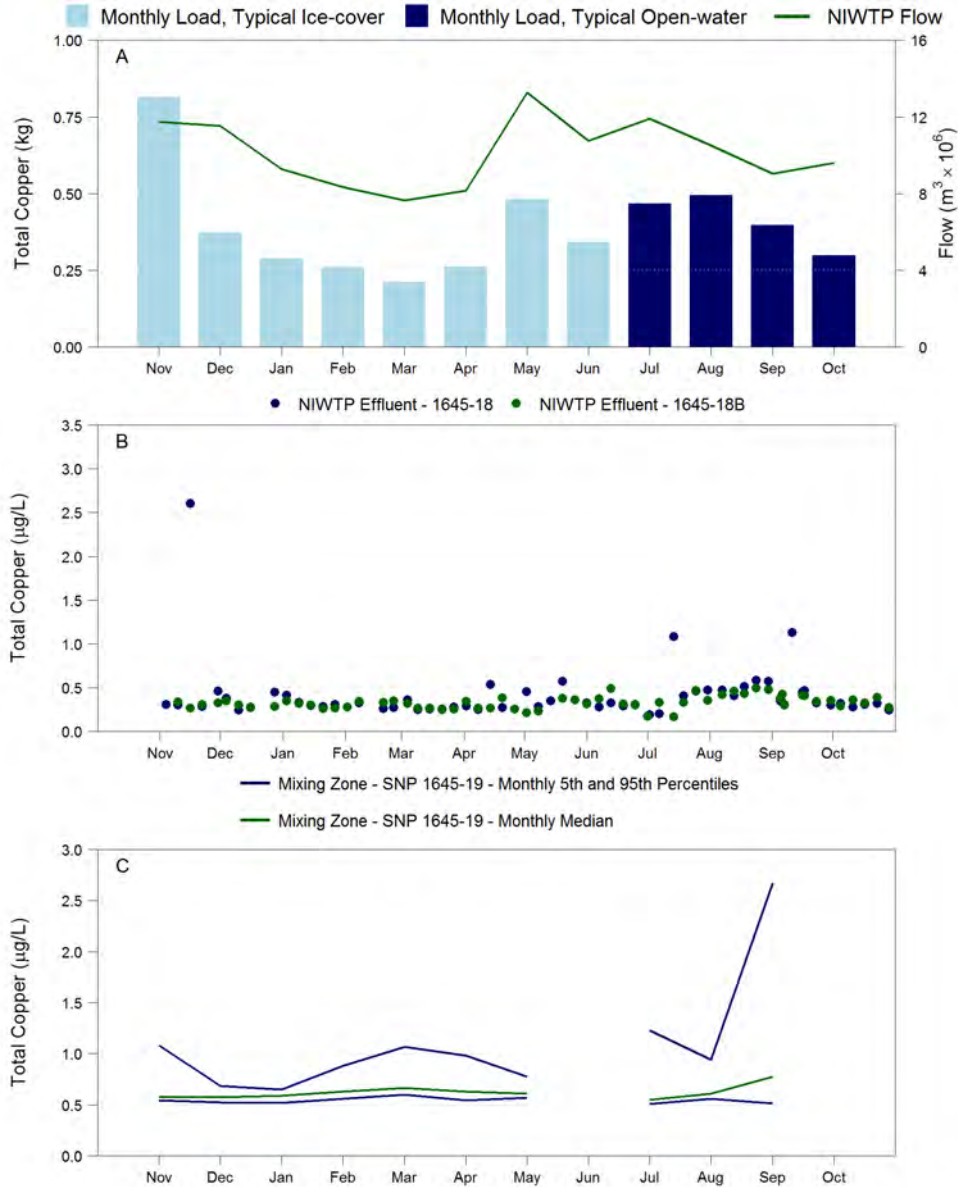 Monthly Load, Typical Ice-cover Monthly Load, Typical Open-water NIWTP Flow
A
Total Copper (kg)
1.00
0.75
0.50
0.25
0.00
16
12
8
4
0
Flow (m³ × 10⁶)
Nov Dec Jan Feb Mar Apr May Jun Jul Aug Sep Oct
NIWTP Effluent - 1645-18 NIWTP Effluent - 1645-18B
B
Total Copper (μg/L)
3.5
3.0
2.5
2.0
1.5
1.0
0.5
0.0
Nov Dec Jan Feb Mar Apr May Jun Jul Aug Sep Oct
Mixing Zone - SNP 1645-19 - Monthly 5th and 95th Percentiles
Mixing Zone - SNP 1645-19 - Monthly Median
C
Total Copper (μg/L)
3.0
2.5
2.0
1.5
1.0
0.5
0.0
Nov Dec Jan Feb Mar Apr May Jun Jul Aug Sep Oct